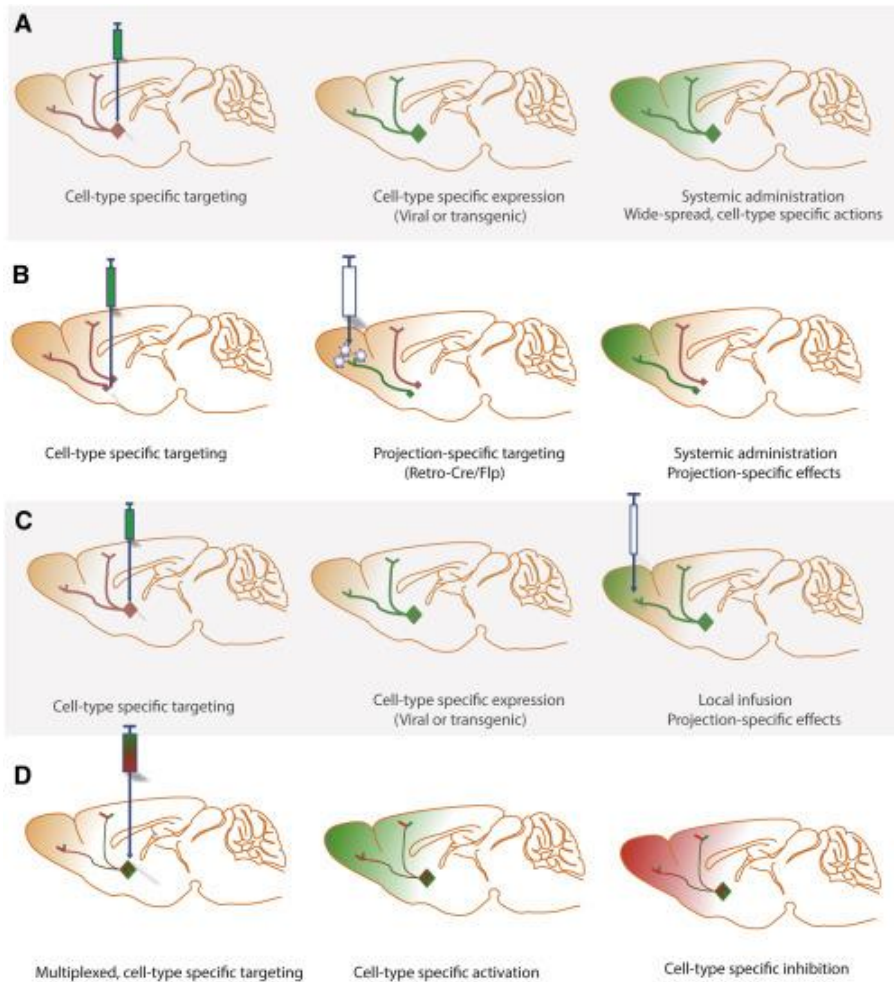 A
Cell-type specific targeting
Cell-type specific expression
(Viral or transgenic)
Systemic administration
Wide-spread, cell-type specific actions
B
Cell-type specific targeting
Projection-specific targeting
(Retro-Cre/Flp)
Systemic administration
Projection-specific effects
C
Cell-type specific targeting
Cell-type specific expression
(Viral or transgenic)
Local infusion
Projection-specific effects
D
Multiplexed, cell-type specific targeting
Cell-type specific activation
Cell-type specific inhibition